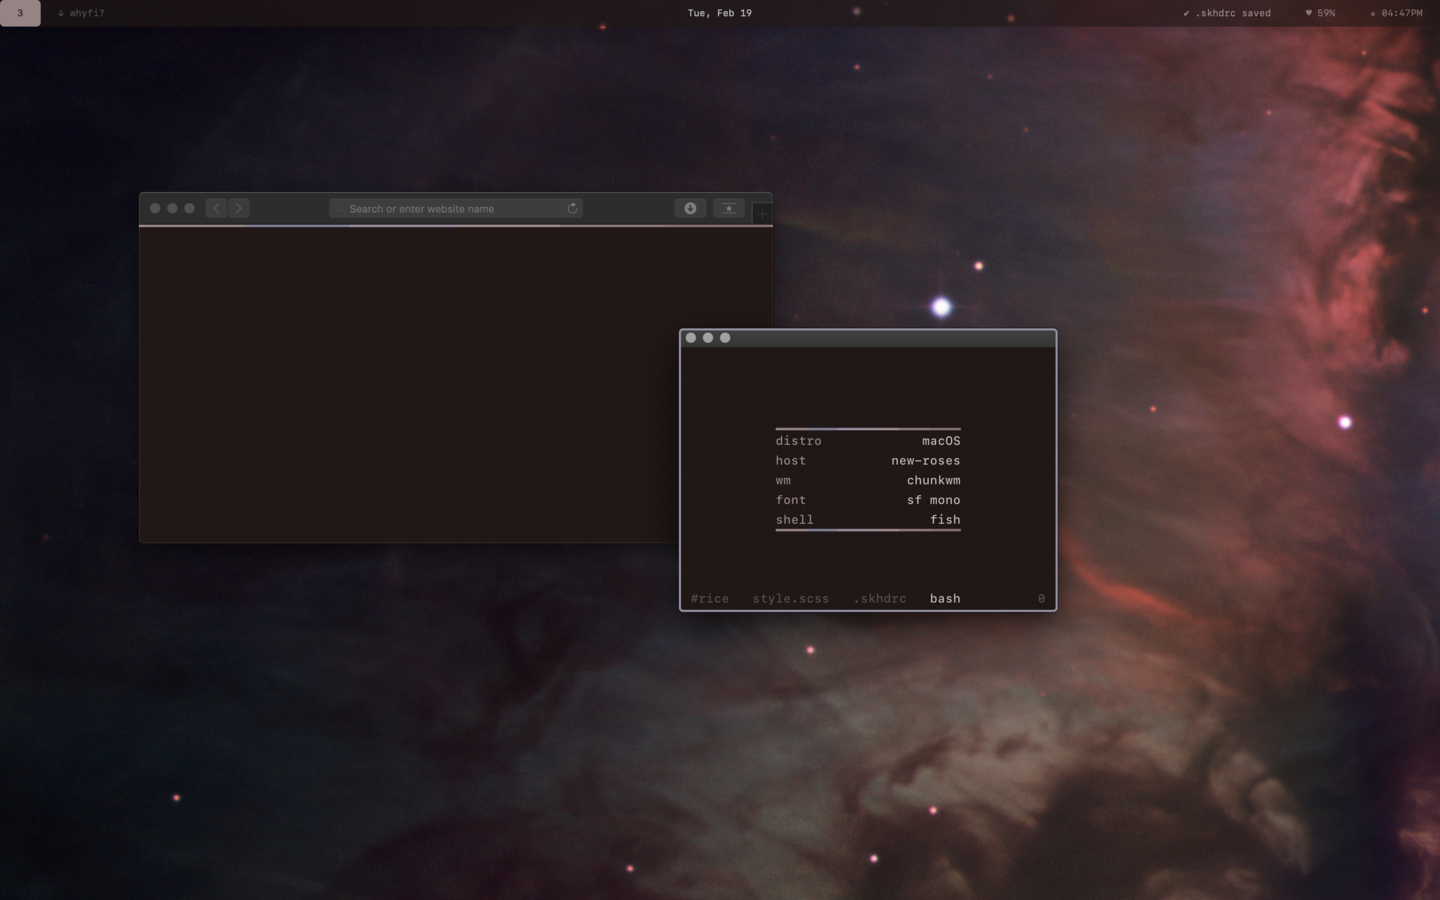 3 ↓ whyfi? Tue, Feb 19 ✔ .skhdrc saved ♥ 59% ★ 04:47PM
Search or enter website name
distro macOS
host new-roses
wm chunkwm
font sf mono
shell fish
#rice style.scss .skhdrc bash 0